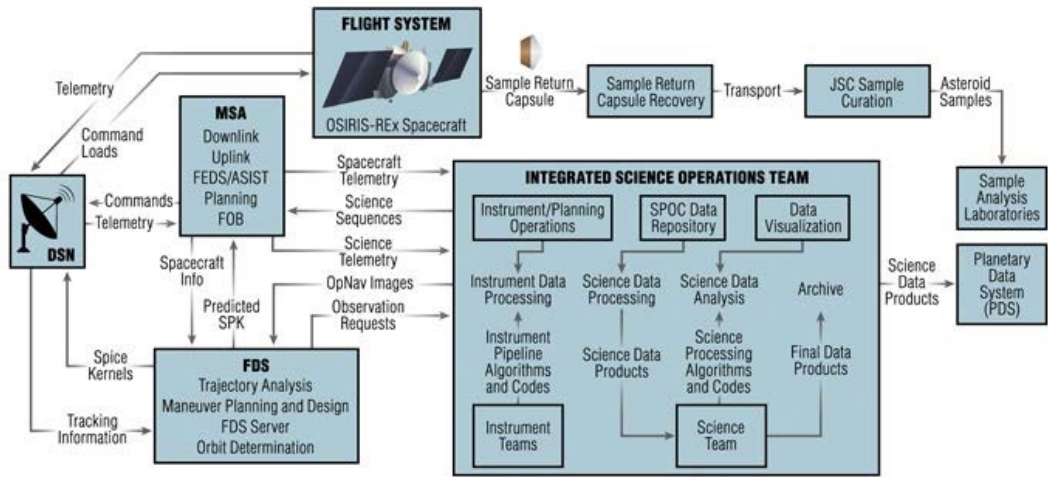 FLIGHT SYSTEM
OSIRIS-REx Spacecraft
Sample Return
Capsule
Sample Return
Capsule Recovery
Transport
JSC Sample
Curation
Asteroid
Samples
Sample
Analysis
Laboratories
Telemetry
Command
Loads
MSA
Downlink
Uplink
FEDS/ASIST
Planning
FOB
DSN
Commands
Telemetry
Spacecraft
Telemetry
Science
Sequences
Science
Telemetry
OpNav Images
Observation
Requests
Spacecraft
Info
Predicted
SPK
Spice
Kernels
Tracking
Information
FDS
Trajectory Analysis
Maneuver Planning and Design
FDS Server
Orbit Determination
INTEGRATED SCIENCE OPERATIONS TEAM
Instrument/Planning
Operations
SPOC Data
Repository
Data
Visualization
Instrument Data
Processing
Science Data
Processing
Science Data
Analysis
Archive
Instrument
Pipeline
Algorithms
and Codes
Science Data
Products
Science
Processing
Algorithms
and Codes
Final Data
Products
Instrument
Teams
Science
Team
Science
Data
Products
Planetary
Data
System
(PDS)